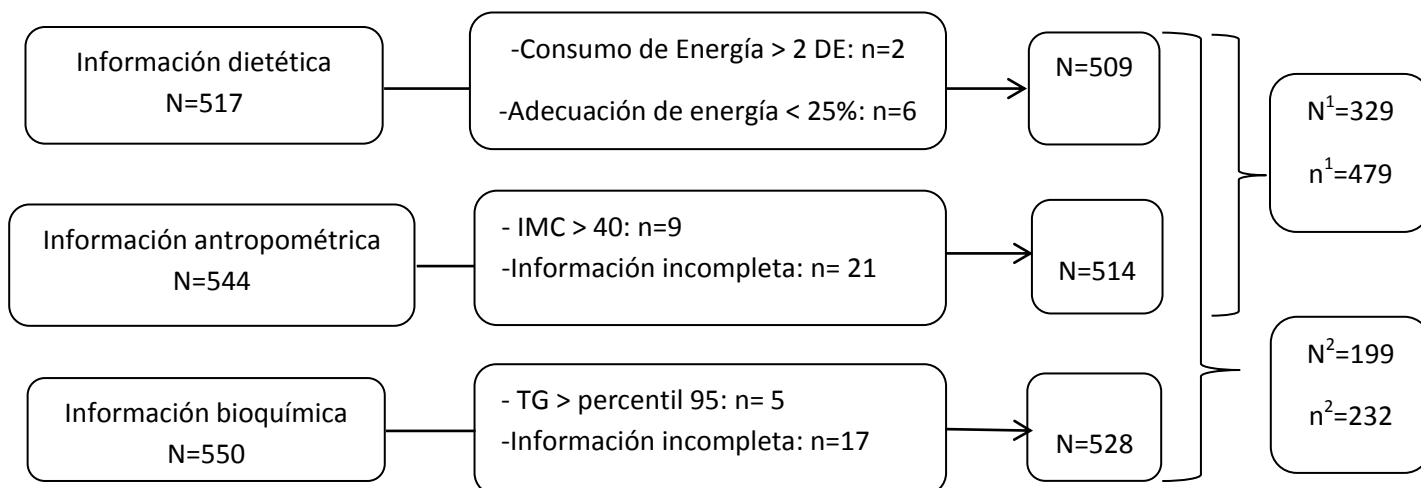 Información dietética
N=517
-Consumo de Energía > 2 DE: n=2
-Adecuación de energía < 25%: n=6
N=509
Información antropométrica
N=544
- IMC > 40: n=9
-Información incompleta: n= 21
N=514
Información bioquímica
N=550
- TG > percentil 95: n= 5
-Información incompleta: n=17
N=528
N¹=329
n¹=479
N²=199
n²=232